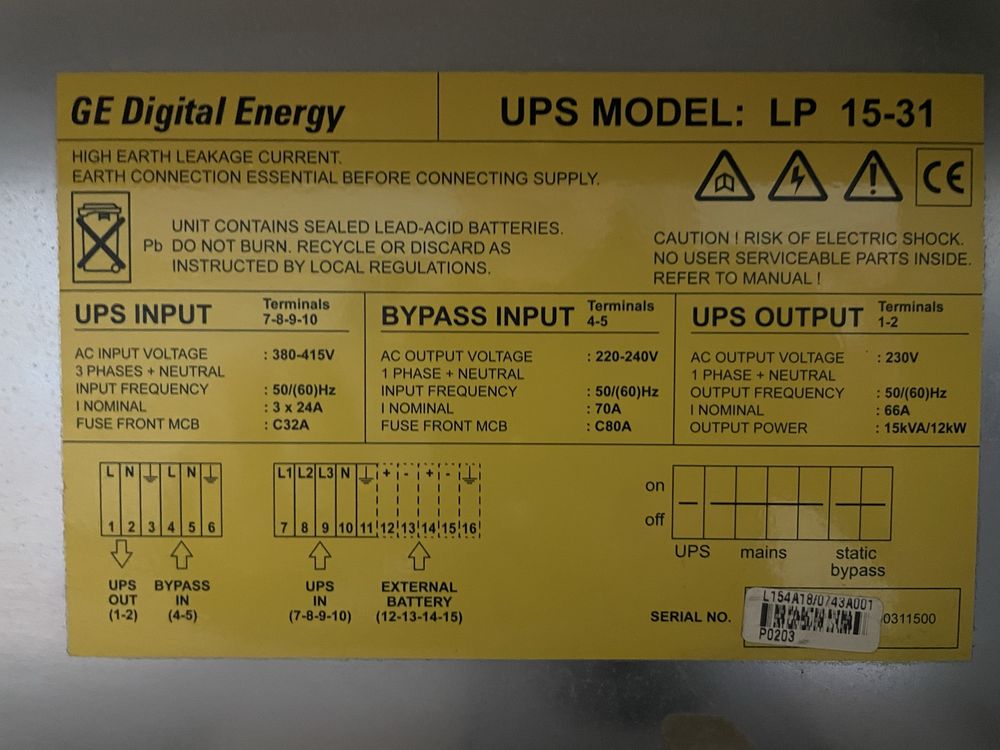 GE Digital Energy
UPS MODEL: LP 15-31
HIGH EARTH LEAKAGE CURRENT.
EARTH CONNECTION ESSENTIAL BEFORE CONNECTING SUPPLY.
CE
UNIT CONTAINS SEALED LEAD-ACID BATTERIES.
Pb DO NOT BURN. RECYCLE OR DISCARD AS
INSTRUCTED BY LOCAL REGULATIONS.
CAUTION ! RISK OF ELECTRIC SHOCK.
NO USER SERVICEABLE PARTS INSIDE.
REFER TO MANUAL !
UPS INPUT Terminals
7-8-9-10
AC INPUT VOLTAGE : 380-415V
3 PHASES + NEUTRAL
INPUT FREQUENCY : 50/(60)Hz
I NOMINAL : 3 x 24A
FUSE FRONT MCB : C32A
BYPASS INPUT Terminals
4-5
AC OUTPUT VOLTAGE : 220-240V
1 PHASE + NEUTRAL
INPUT FREQUENCY : 50/(60)Hz
I NOMINAL : 70A
FUSE FRONT MCB : C80A
UPS OUTPUT Terminals
1-2
AC OUTPUT VOLTAGE : 230V
1 PHASE + NEUTRAL
OUTPUT FREQUENCY : 50/(60)Hz
I NOMINAL : 66A
OUTPUT POWER : 15kVA/12kW
L N L N
1 2 3 4 5 6
UPS BYPASS
OUT IN
(1-2) (4-5)
L1 L2 L3 N + - + -
7 8 9 10 11 12 13 14 15 16
UPS EXTERNAL
IN BATTERY
(7-8-9-10) (12-13-14-15)
on
off
UPS mains static
bypass
SERIAL NO.
L154A18/0743A001
P0203
0311500